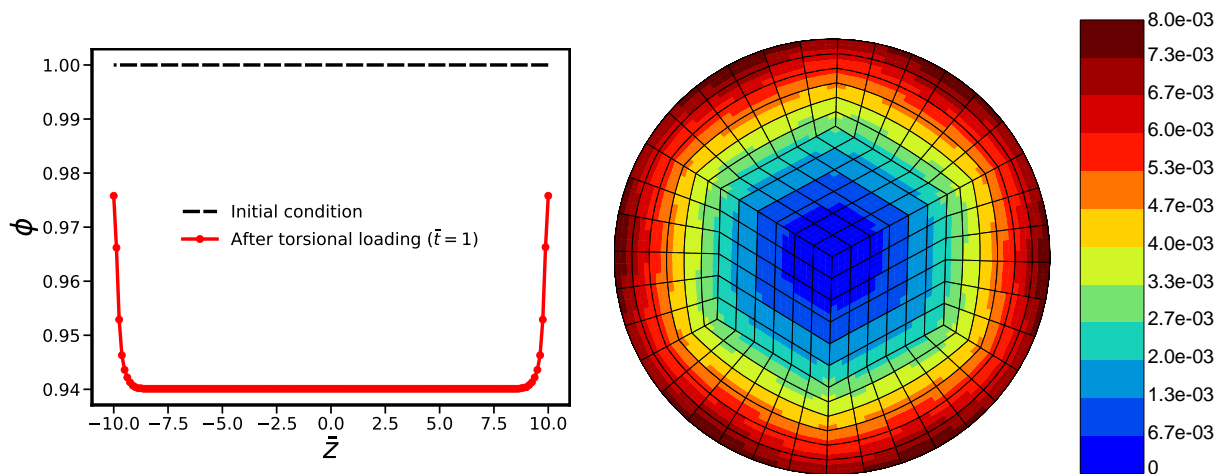 1.00
0.99
0.98
0.97
0.96
0.95
0.94
ϕ
Initial condition
After torsional loading (t̄ = 1)
−10.0 −7.5 −5.0 −2.5 0.0 2.5 5.0 7.5 10.0
z̄
8.0e-03
7.3e-03
6.7e-03
6.0e-03
5.3e-03
4.7e-03
4.0e-03
3.3e-03
2.7e-03
2.0e-03
1.3e-03
6.7e-03
0